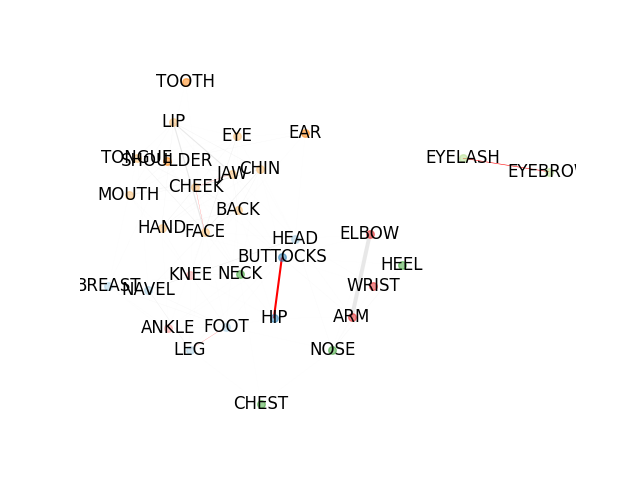 TOOTH
LIP
EYE
EAR
TONGUE
SHOULDER
EYELASH
JAW
CHIN
EYEBROW
CHEEK
MOUTH
BACK
HAND
FACE
HEAD
ELBOW
BUTTOCKS
HEEL
KNEE
NECK
BREAST
NAVEL
WRIST
HIP
ARM
ANKLE
FOOT
LEG
NOSE
CHEST